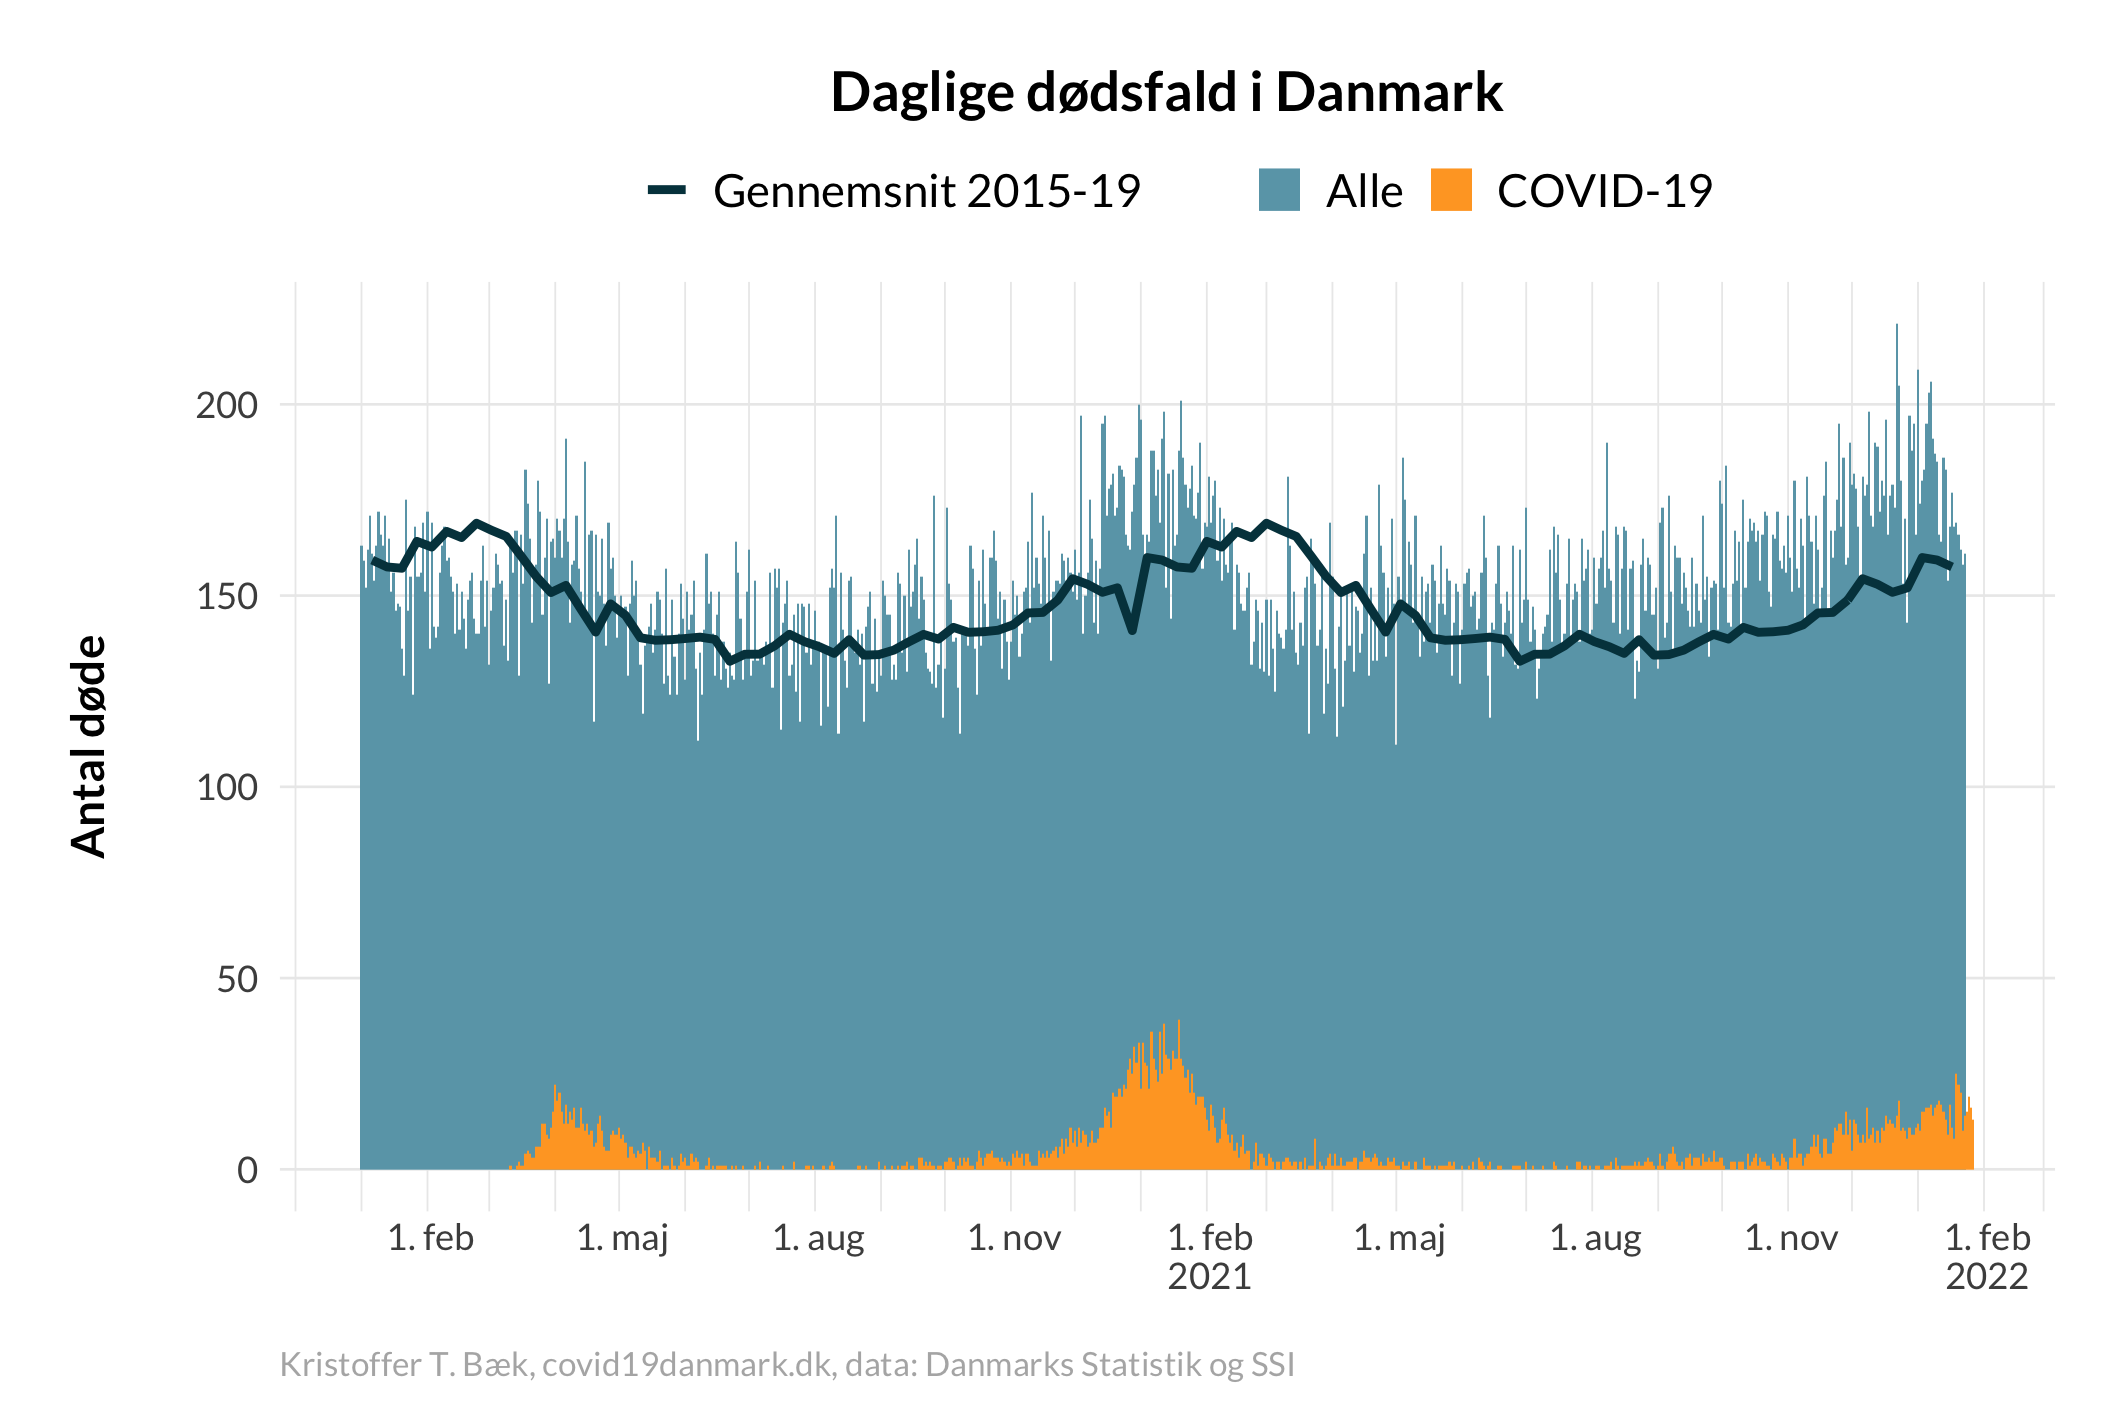 Daglige dødsfald i Danmark
Gennemsnit 2015-19 Alle COVID-19
Antal døde
200
150
100
50
0
1. feb 1. maj 1. aug 1. nov 1. feb 1. maj 1. aug 1. nov 1. feb
2021 2022
Kristoffer T. Bæk, covid19danmark.dk, data: Danmarks Statistik og SSI